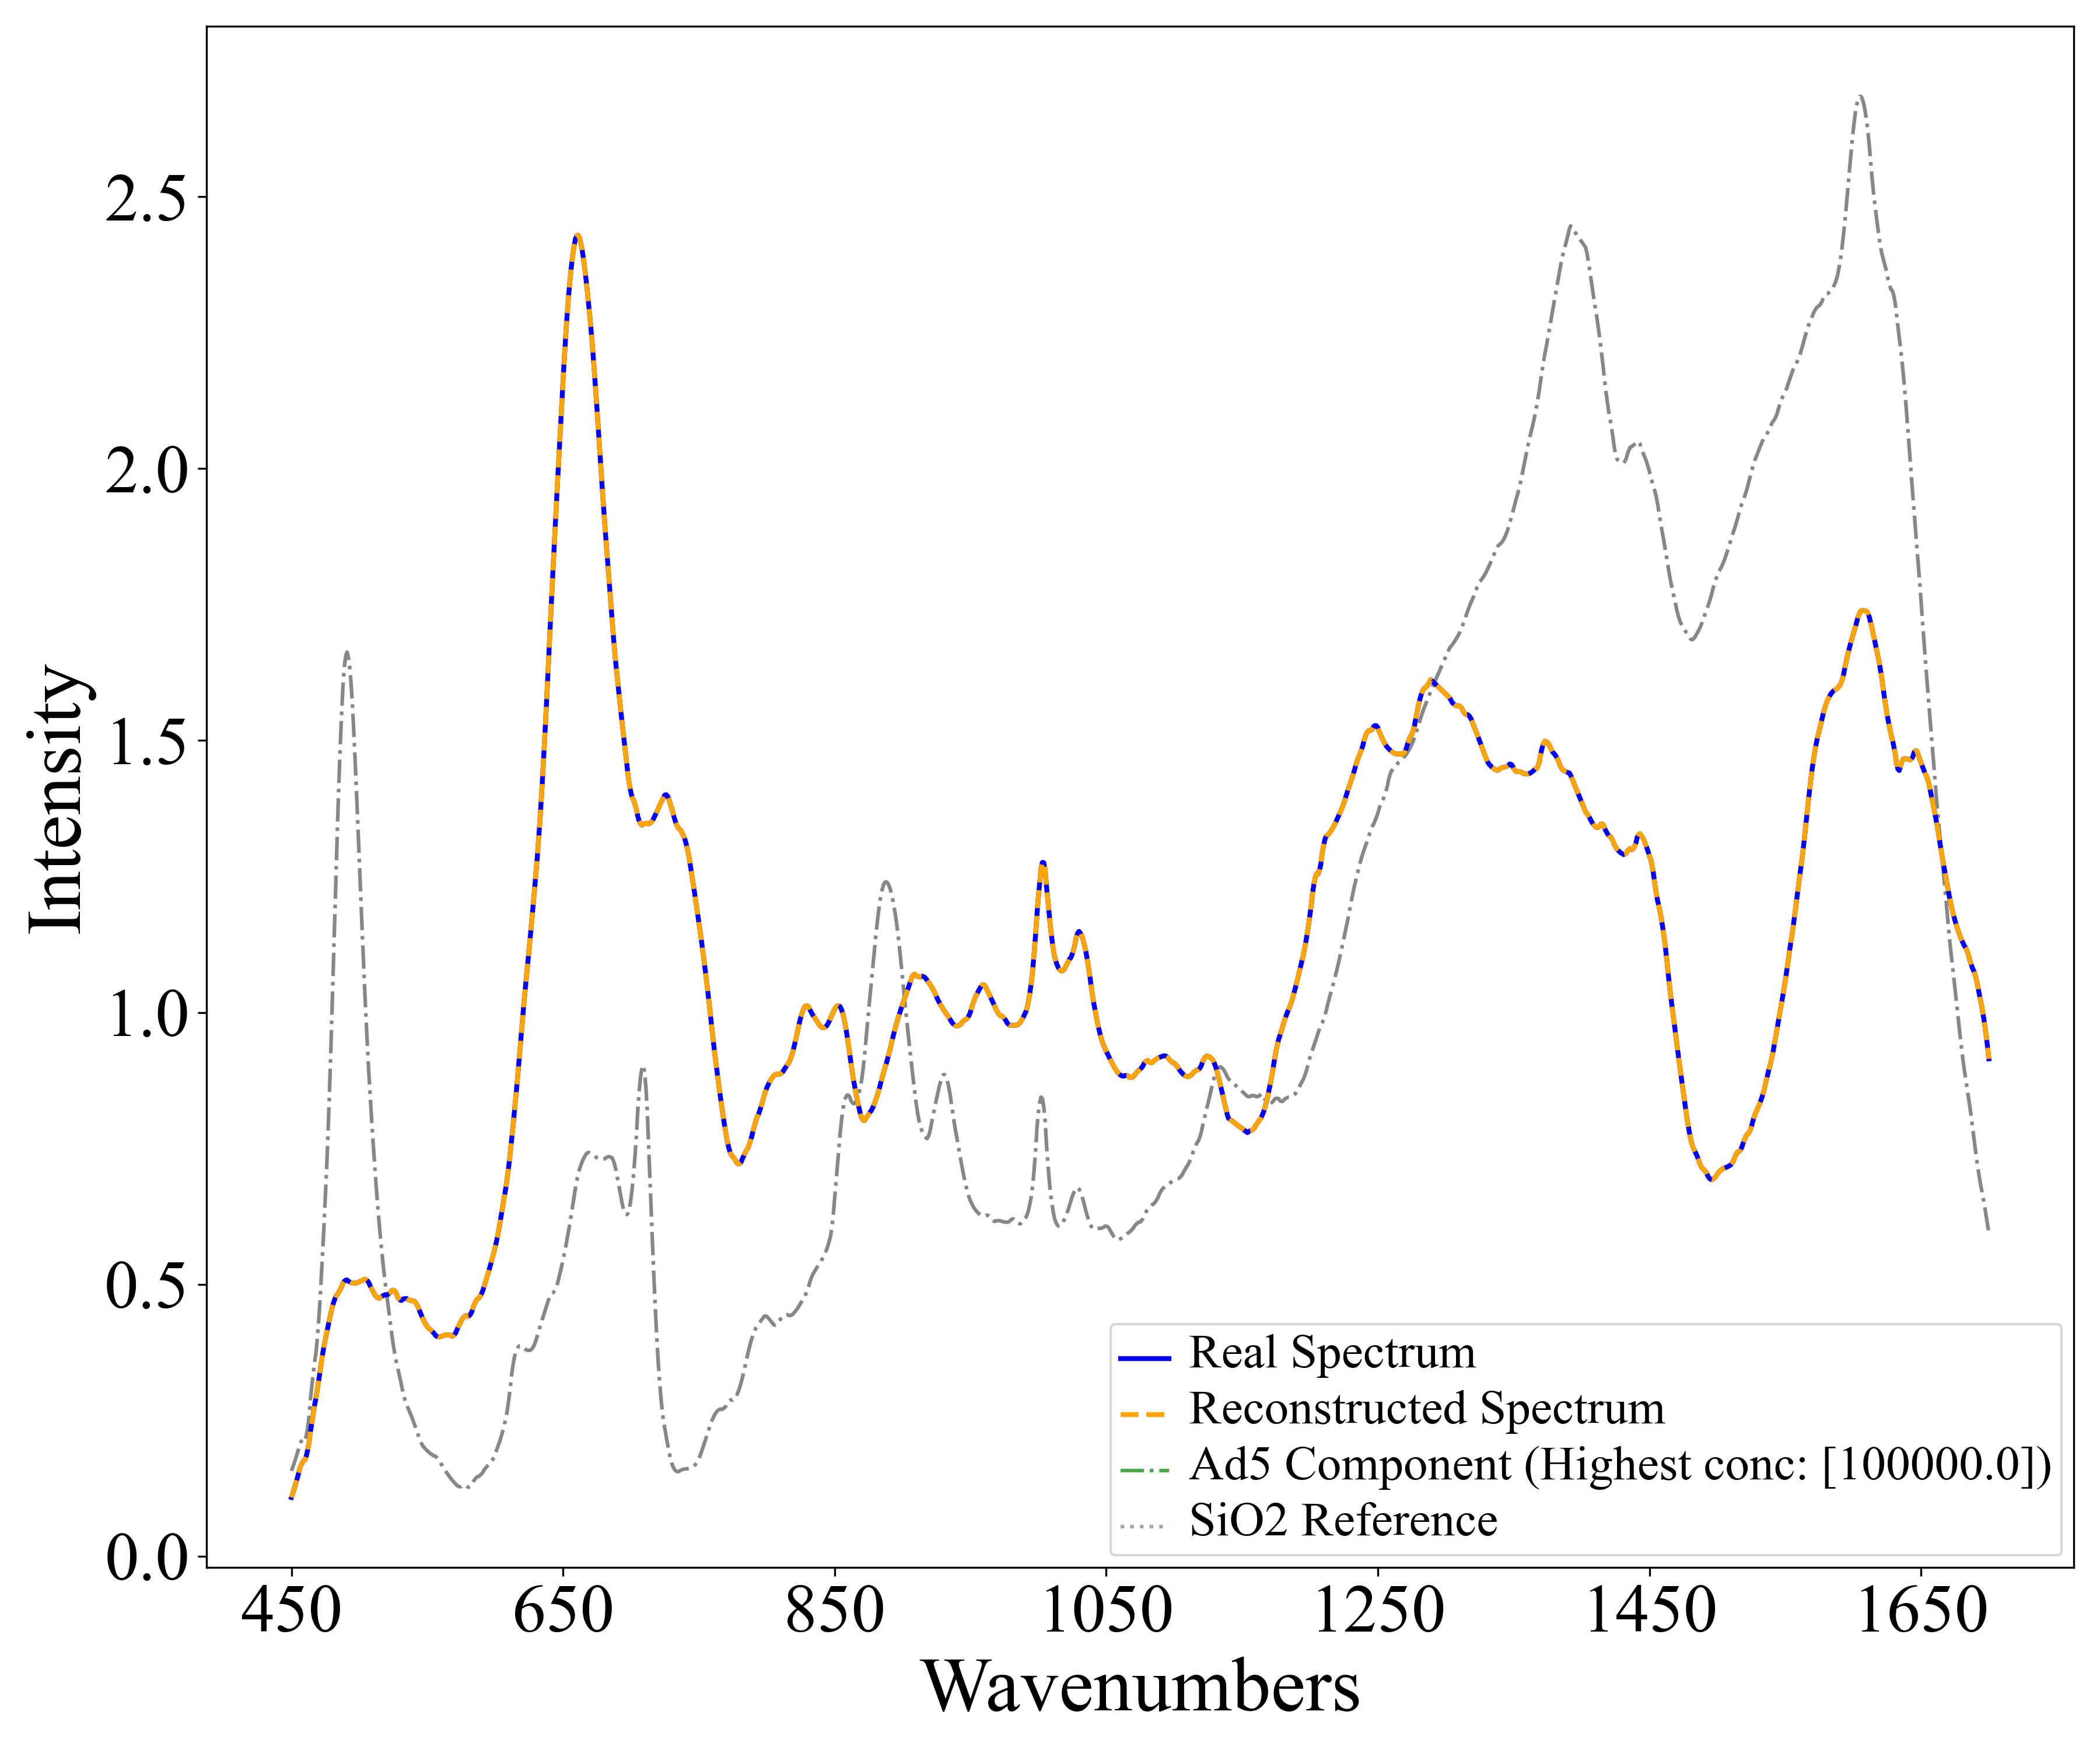 Intensity
2.5
2.0
1.5
1.0
0.5
0.0
450 650 850 1050 1250 1450 1650
Wavenumbers
Real Spectrum
Reconstructed Spectrum
Ad5 Component (Highest conc: [100000.0])
SiO2 Reference